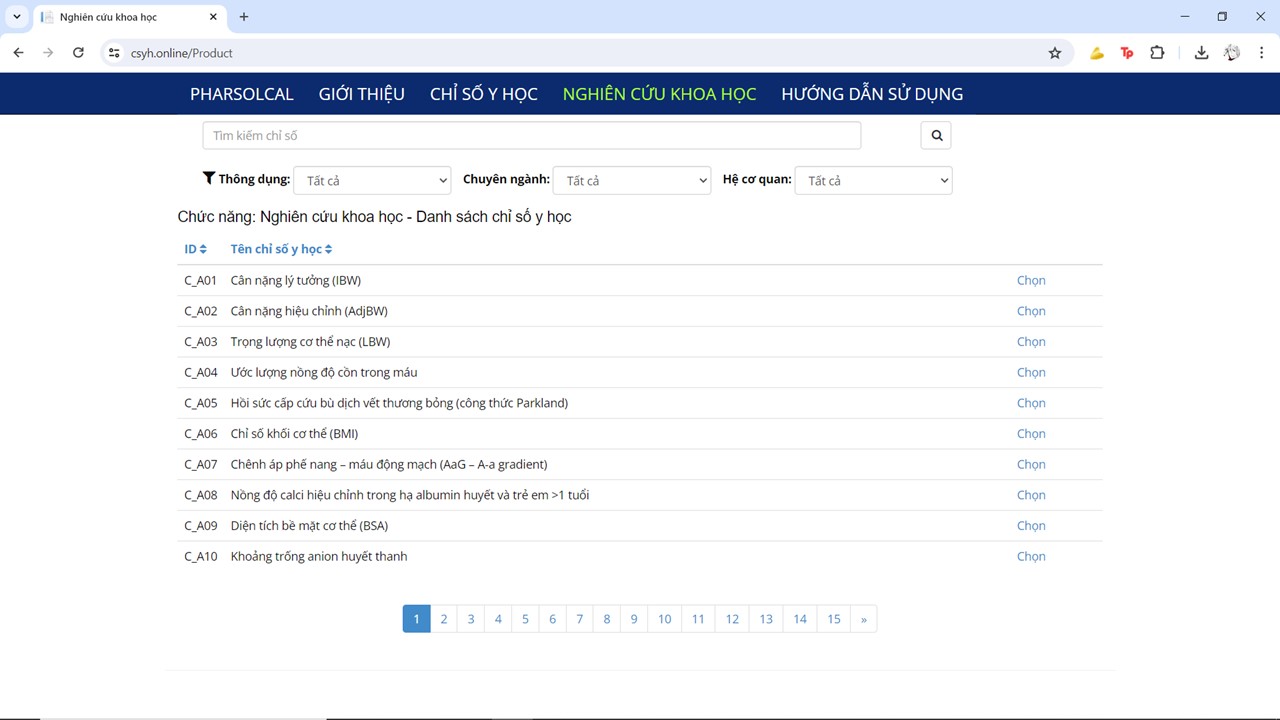 Nghiên cứu khoa học
csyh.online/Product
PHARSOLCAL GIỚI THIỆU CHỈ SỐ Y HỌC NGHIÊN CỨU KHOA HỌC HƯỚNG DẪN SỬ DỤNG
Tìm kiếm chỉ số
Thông dụng: Tất cả Chuyên ngành: Tất cả Hệ cơ quan: Tất cả
Chức năng: Nghiên cứu khoa học - Danh sách chỉ số y học
ID Tên chỉ số y học
C_A01 Cân nặng lý tưởng (IBW) Chọn
C_A02 Cân nặng hiệu chỉnh (AdjBW) Chọn
C_A03 Trọng lượng cơ thể nạc (LBW) Chọn
C_A04 Ước lượng nồng độ cồn trong máu Chọn
C_A05 Hồi sức cấp cứu bù dịch vết thương bỏng (công thức Parkland) Chọn
C_A06 Chỉ số khối cơ thể (BMI) Chọn
C_A07 Chênh áp phế nang – máu động mạch (AaG – A-a gradient) Chọn
C_A08 Nồng độ calci hiệu chỉnh trong hạ albumin huyết và trẻ em >1 tuổi Chọn
C_A09 Diện tích bề mặt cơ thể (BSA) Chọn
C_A10 Khoảng trống anion huyết thanh Chọn
1 2 3 4 5 6 7 8 9 10 11 12 13 14 15 »